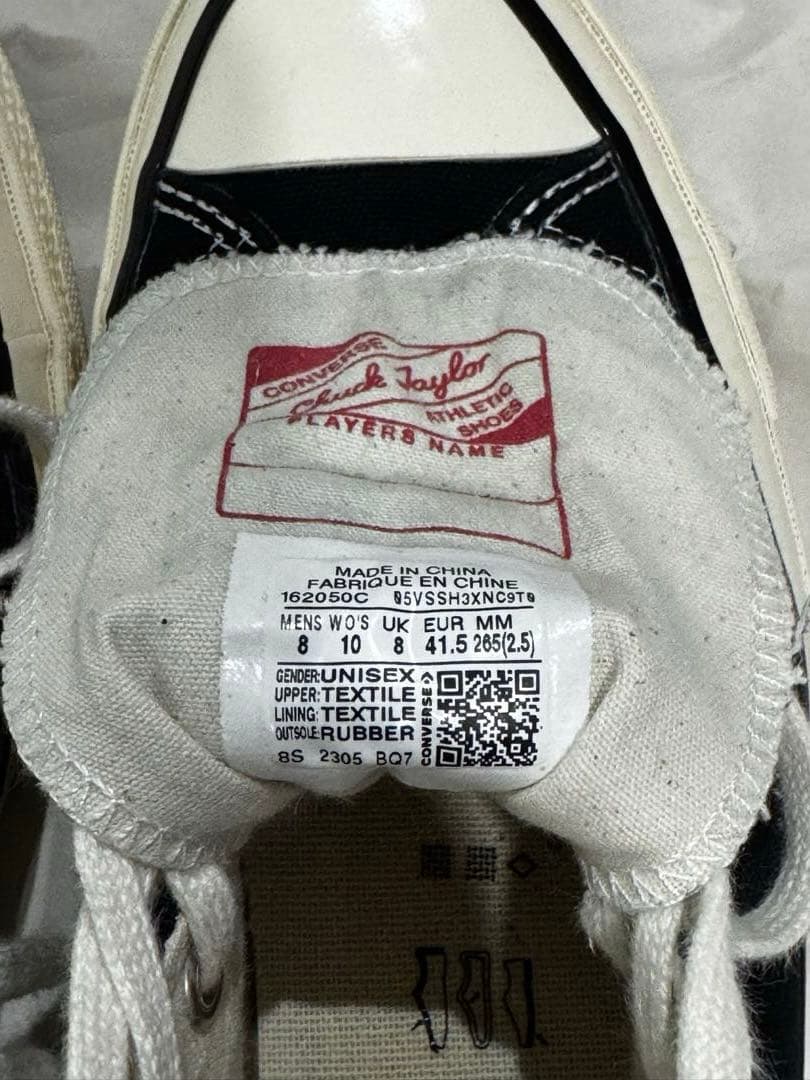 CONVERSE
Chuck Taylor
ATHLETIC
SHOES
PLAYERS NAME
MADE IN CHINA
FABRIQUE EN CHINE
162050C 05VSSH3XNC9T0
MENS WO'S UK EUR MM
8 10 8 41.5 265(2.5)
GENDER:UNISEX
UPPER:TEXTILE
LINING:TEXTILE
OUTSOLE:RUBBER
CONVERSE
8S 2305 BQ7